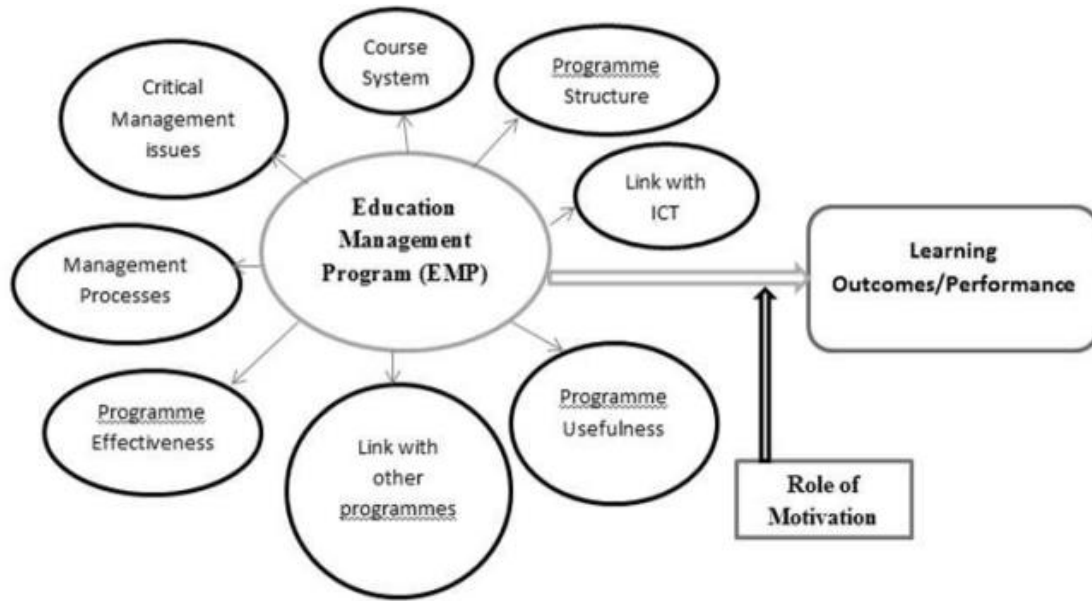 Course
System
Programme
Structure
Critical
Management
issues
Link with
ICT
Education
Management
Program (EMP)
Learning
Outcomes/Performance
Management
Processes
Programme
Effectiveness
Link with
other
programmes
Programme
Usefulness
Role of
Motivation